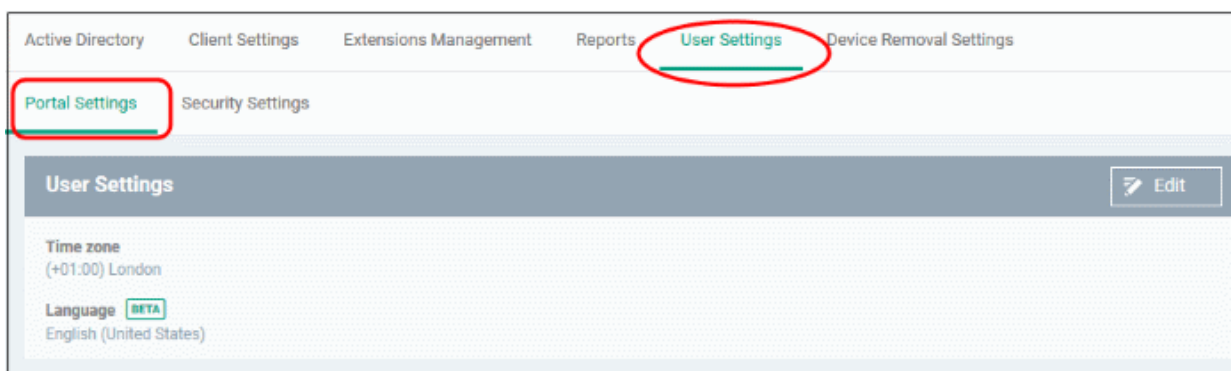 Active Directory Client Settings Extensions Management Reports User Settings Device Removal Settings
Portal Settings Security Settings
User Settings Edit
Time zone
(+01:00) London
Language BETA
English (United States)